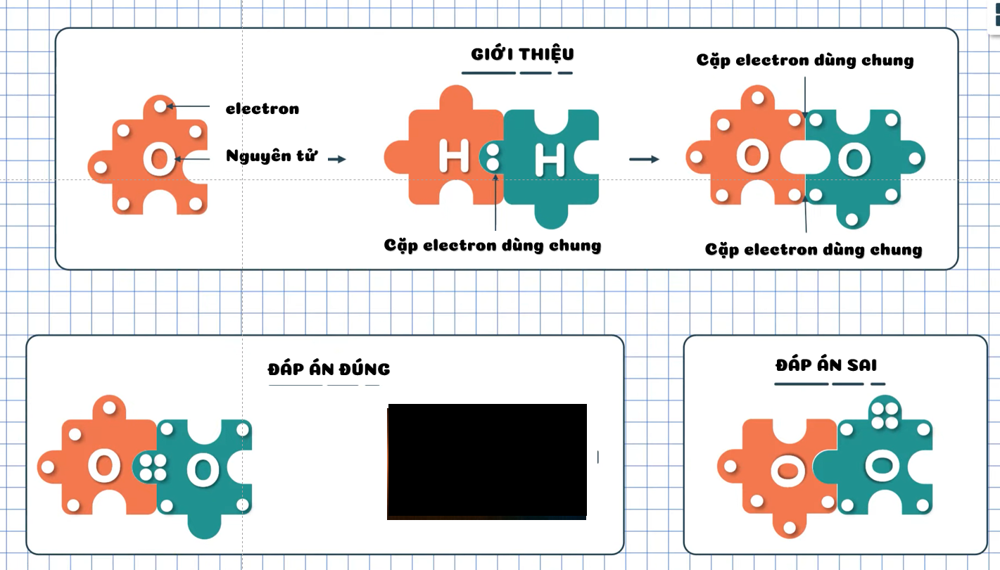 GIỚI THIỆU
Cặp electron dùng chung
electron
Nguyên tử
O
H
H
O
O
Cặp electron dùng chung
Cặp electron dùng chung
ĐÁP ÁN ĐÚNG
O
O
ĐÁP ÁN SAI
O
O